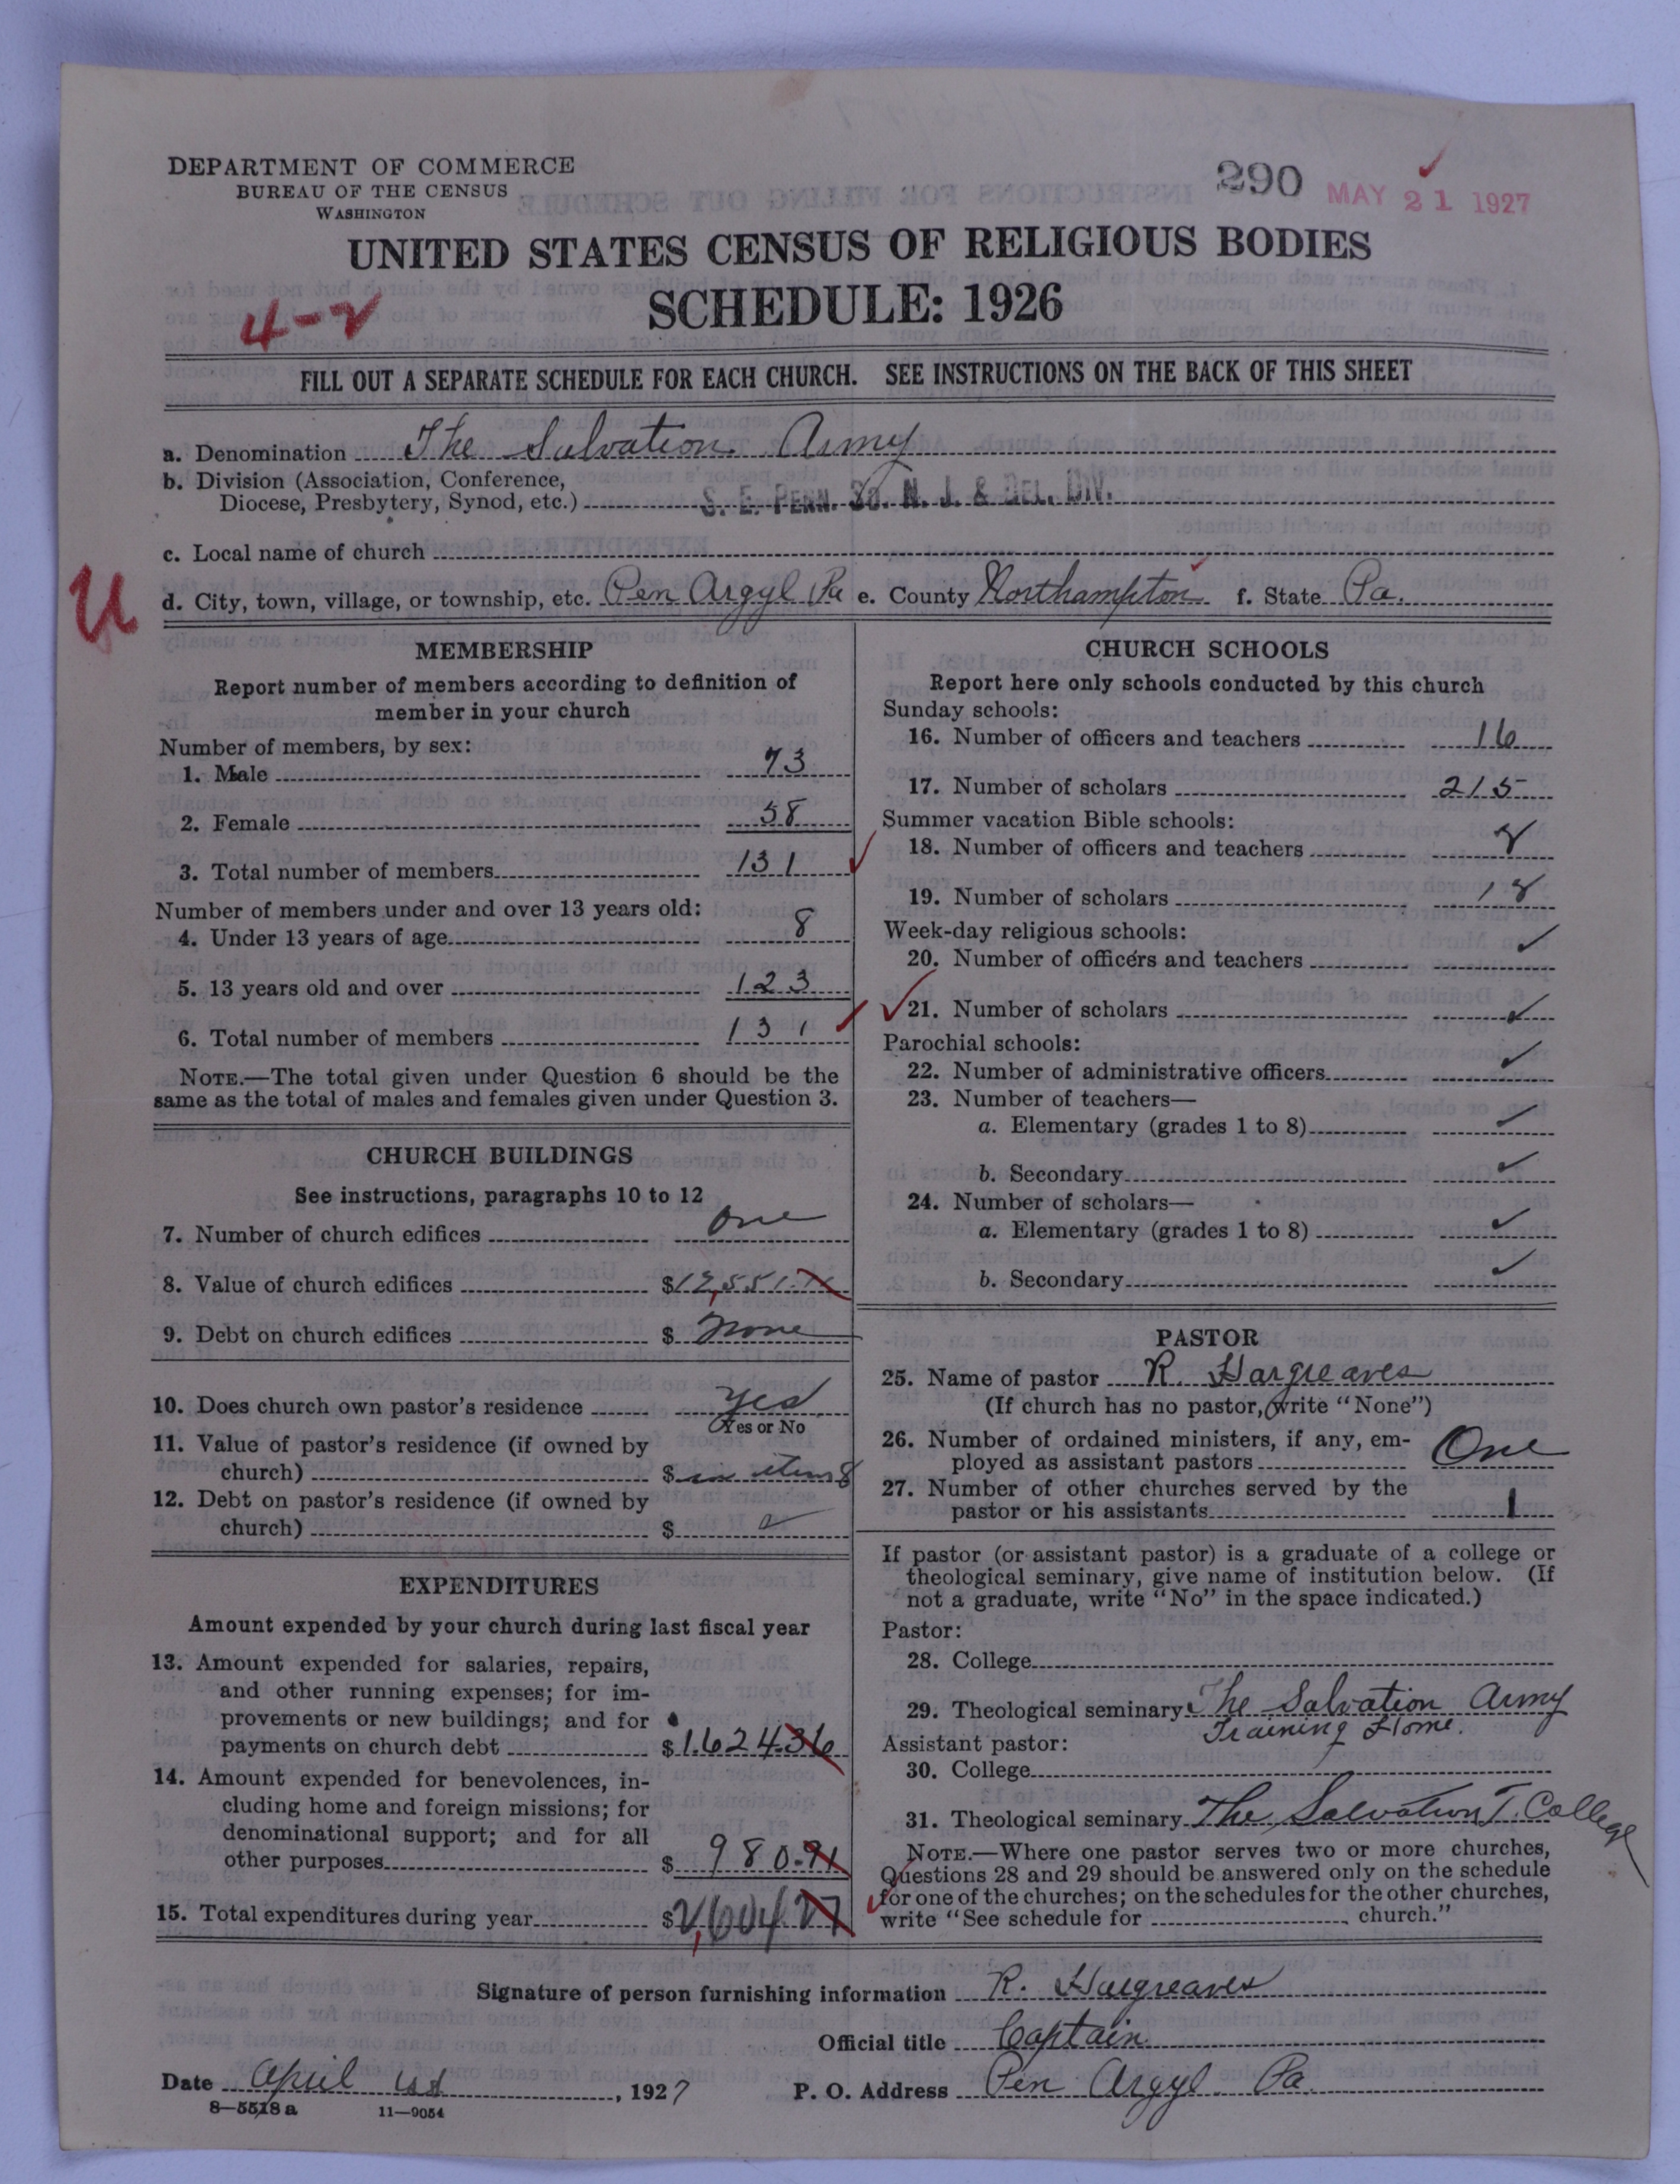 DEPARTMENT OF COMMERCE
BUREAU OF THE CENSUS
WASHINGTON
290 MAY 21 1927
UNITED STATES CENSUS OF RELIGIOUS BODIES
SCHEDULE: 1926
4-2
FILL OUT A SEPARATE SCHEDULE FOR EACH CHURCH. SEE INSTRUCTIONS ON THE BACK OF THIS SHEET
a. Denomination The Salvation Army
b. Division (Association, Conference,
Diocese, Presbytery, Synod, etc.) S. E. PENN. So. N. J. & DEL. DIV.
c. Local name of church
U
d. City, town, village, or township, etc. Pen Argyl Pa e. County Northampton f. State Pa.
MEMBERSHIP
Report number of members according to definition of
member in your church
Number of members, by sex:
1. Male 73
2. Female 58
3. Total number of members 131
Number of members under and over 13 years old:
4. Under 13 years of age 8
5. 13 years old and over 123
6. Total number of members 131
NOTE.—The total given under Question 6 should be the
same as the total of males and females given under Question 3.
CHURCH BUILDINGS
See instructions, paragraphs 10 to 12
7. Number of church edifices one
8. Value of church edifices $12,551.
9. Debt on church edifices $ none
10. Does church own pastor's residence yes
Yes or No
11. Value of pastor's residence (if owned by
church) $ in item 8
12. Debt on pastor's residence (if owned by
church) $
EXPENDITURES
Amount expended by your church during last fiscal year
13. Amount expended for salaries, repairs,
and other running expenses; for im-
provements or new buildings; and for
payments on church debt $1.624.36
14. Amount expended for benevolences, in-
cluding home and foreign missions; for
denominational support; and for all
other purposes $ 980.91
15. Total expenditures during year $2,604.27
CHURCH SCHOOLS
Report here only schools conducted by this church
Sunday schools:
16. Number of officers and teachers 16
17. Number of scholars 215
Summer vacation Bible schools:
18. Number of officers and teachers
19. Number of scholars
Week-day religious schools:
20. Number of officers and teachers ✓
21. Number of scholars ✓
Parochial schools:
22. Number of administrative officers ✓
23. Number of teachers—
a. Elementary (grades 1 to 8) ✓
b. Secondary ✓
24. Number of scholars—
a. Elementary (grades 1 to 8) ✓
b. Secondary ✓
PASTOR
25. Name of pastor R. Hargreaves
(If church has no pastor, write "None")
26. Number of ordained ministers, if any, em-
ployed as assistant pastors One
27. Number of other churches served by the
pastor or his assistants 1
If pastor (or assistant pastor) is a graduate of a college or
theological seminary, give name of institution below. (If
not a graduate, write "No" in the space indicated.)
Pastor:
28. College
29. Theological seminary The Salvation Army
Training Home.
Assistant pastor:
30. College
31. Theological seminary The Salvation T. College
NOTE.—Where one pastor serves two or more churches,
Questions 28 and 29 should be answered only on the schedule
for one of the churches; on the schedules for the other churches,
write "See schedule for church."
Signature of person furnishing information R. Hargreaves
Official title Captain
Date April , 1927 P. O. Address Pen Argyl Pa.
8—5518a 11—9054